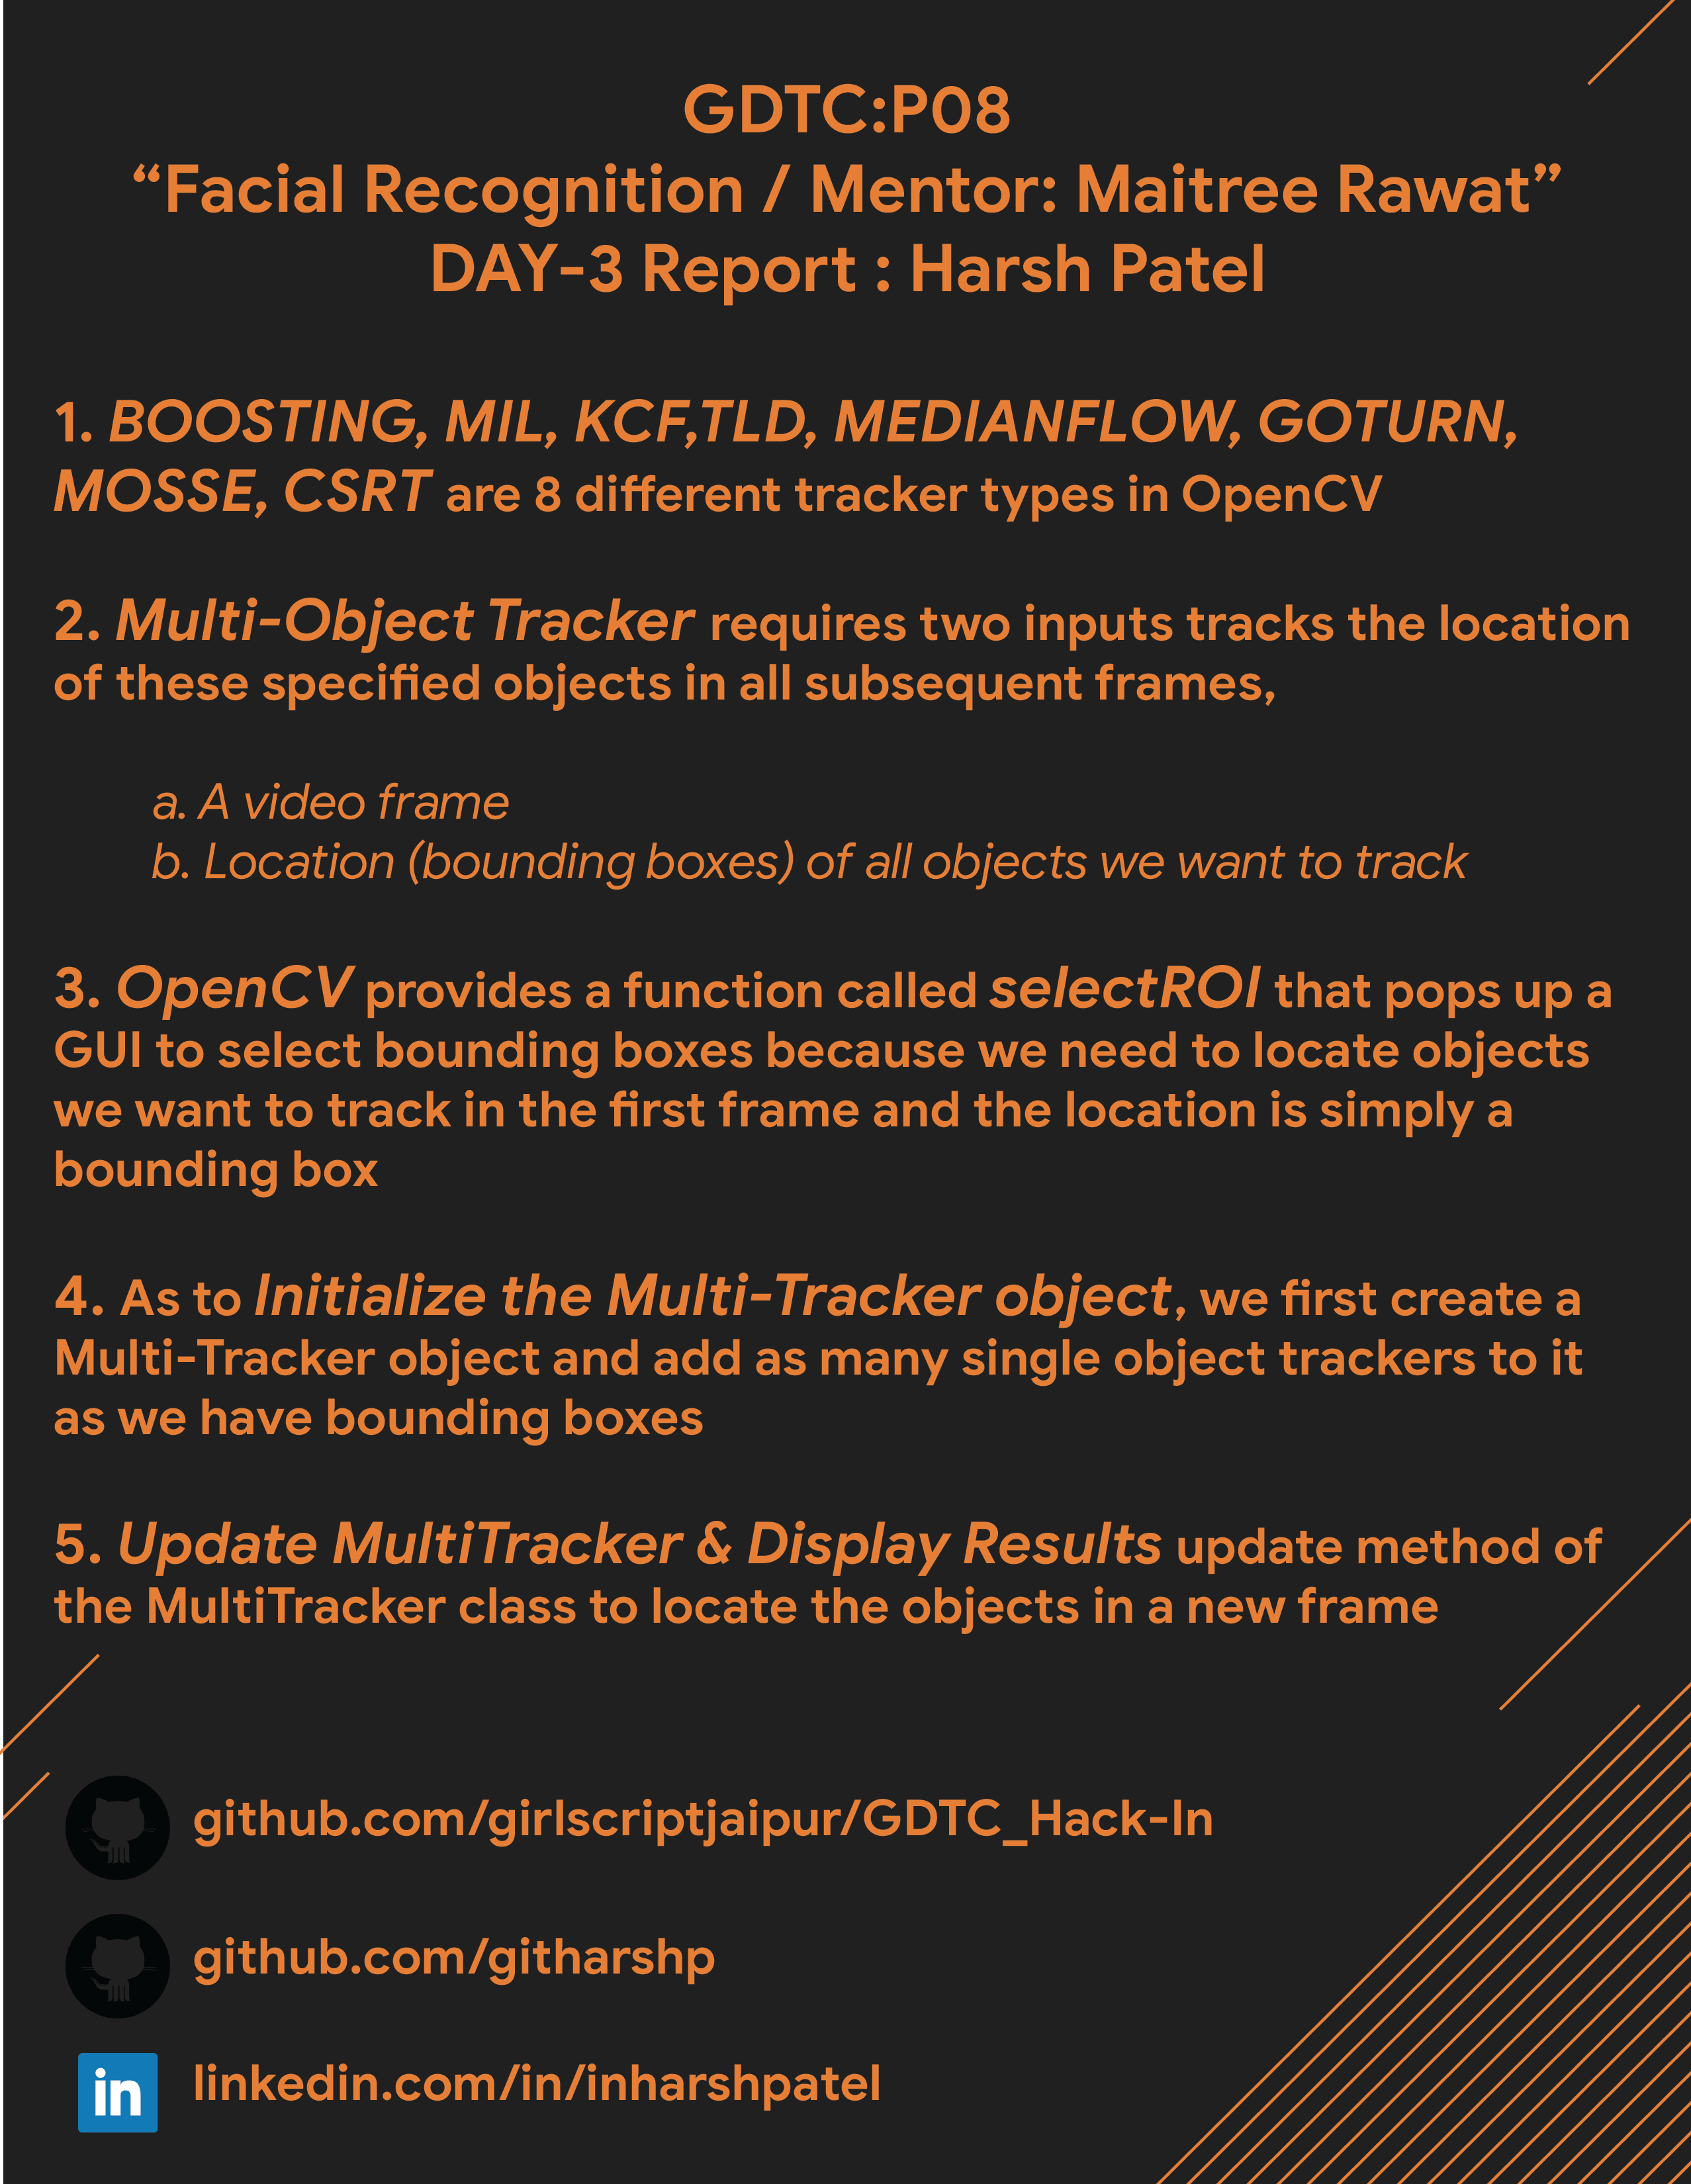 GDTC:P08
“Facial Recognition / Mentor: Maitree Rawat”
DAY-3 Report : Harsh Patel
1. BOOSTING, MIL, KCF,TLD, MEDIANFLOW, GOTURN,
MOSSE, CSRT are 8 different tracker types in OpenCV
2. Multi-Object Tracker requires two inputs tracks the location
of these specified objects in all subsequent frames,
a. A video frame
b. Location (bounding boxes) of all objects we want to track
3. OpenCV provides a function called selectROI that pops up a
GUI to select bounding boxes because we need to locate objects
we want to track in the first frame and the location is simply a
bounding box
4. As to Initialize the Multi-Tracker object, we first create a
Multi-Tracker object and add as many single object trackers to it
as we have bounding boxes
5. Update MultiTracker & Display Results update method of
the MultiTracker class to locate the objects in a new frame
github.com/girlscriptjaipur/GDTC_Hack-In
github.com/githarshp
in linkedin.com/in/inharshpatel